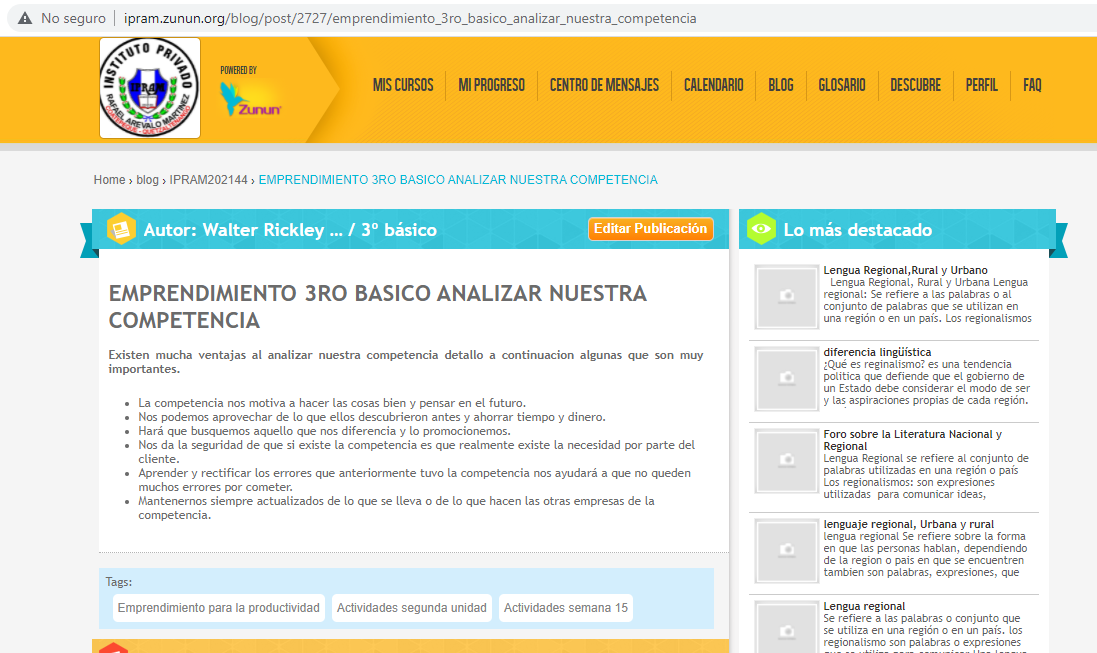 No seguro
ipram.zunun.org/blog/post/2727/emprendimiento_3ro_basico_analizar_nuestra_competencia
INSTITUTO PRIVADO
IPRAM
RAFAEL AREVALO MARTINEZ
POWERED BY
Zunun
MIS CURSOS
MI PROGRESO
CENTRO DE MENSAJES
CALENDARIO
BLOG
GLOSARIO
DESCUBRE
PERFIL
FAQ
Home › blog › IPRAM202144 › EMPRENDIMIENTO 3RO BASICO ANALIZAR NUESTRA COMPETENCIA
Autor: Walter Rickley ... / 3º básico
Editar Publicación
EMPRENDIMIENTO 3RO BASICO ANALIZAR NUESTRA
COMPETENCIA
Existen mucha ventajas al analizar nuestra competencia detallo a continuacion algunas que son muy
importantes.
• La competencia nos motiva a hacer las cosas bien y pensar en el futuro.
• Nos podemos aprovechar de lo que ellos descubrieron antes y ahorrar tiempo y dinero.
• Hará que busquemos aquello que nos diferencia y lo promocionemos.
• Nos da la seguridad de que si existe la competencia es que realmente existe la necesidad por parte del
cliente.
• Aprender y rectificar los errores que anteriormente tuvo la competencia nos ayudará a que no queden
muchos errores por cometer.
• Mantenernos siempre actualizados de lo que se lleva o de lo que hacen las otras empresas de la
competencia.
Tags:
Emprendimiento para la productividad
Actividades segunda unidad
Actividades semana 15
Lo más destacado
Lengua Regional,Rural y Urbano
Lengua Regional, Rural y Urbana Lengua
regional: Se refiere a las palabras o al
conjunto de palabras que se utilizan en
una región o en un país. Los regionalismos
diferencia lingüística
¿Qué es reginalismo? es una tendencia
politica que defiende que el gobierno de
un Estado debe considerar el modo de ser
y las aspiraciones propias de cada región.
Foro sobre la Literatura Nacional y
Regional
Lengua Regional se refiere al conjunto de
palabras utilizadas en una región o país
Los regionalismos: son expresiones
utilizadas para comunicar ideas,
lenguaje regional, Urbana y rural
lengua regional Se refiere sobre la forma
en que las personas hablan, dependiendo
de la region o pais en que se encuentren
tambien son palabras, expresiones, que
Lengua regional
Se refiere a las palabras o conjunto que
se utiliza en una región o en un país. los
regionalismo son palabras o expresiones